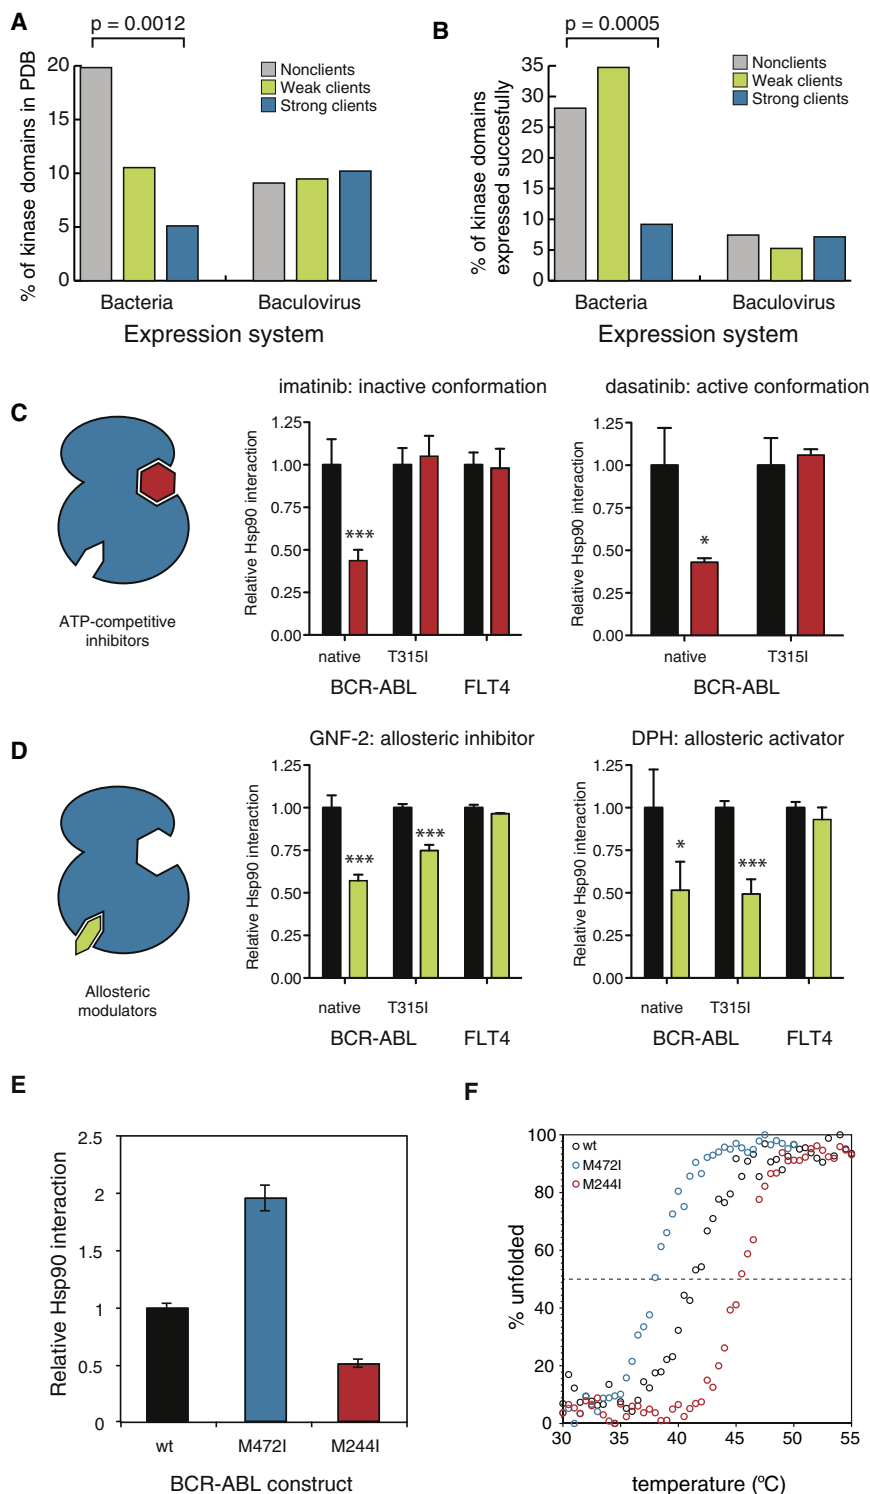 A
p = 0.0012
% of kinase domains in PDB
20
15
10
5
0
Nonclients
Weak clients
Strong clients
Bacteria
Baculovirus
Expression system
B
p = 0.0005
% of kinase domains
expressed succesfully
35
30
25
20
15
10
5
0
Nonclients
Weak clients
Strong clients
Bacteria
Baculovirus
Expression system
C
ATP-competitive
inhibitors
imatinib: inactive conformation
Relative Hsp90 interaction
1.25
1.00
0.75
0.50
0.25
0.00
***
native
T315I
BCR-ABL
FLT4
dasatinib: active conformation
Relative Hsp90 interaction
1.25
1.00
0.75
0.50
0.25
0.00
*
native
T315I
BCR-ABL
D
Allosteric
modulators
GNF-2: allosteric inhibitor
Relative Hsp90 interaction
1.25
1.00
0.75
0.50
0.25
0.00
***
***
native
T315I
BCR-ABL
FLT4
DPH: allosteric activator
Relative Hsp90 interaction
1.25
1.00
0.75
0.50
0.25
0.00
*
***
native
T315I
BCR-ABL
FLT4
E
Relative Hsp90 interaction
2.5
2
1
0.5
0
wt
M472I
M244I
BCR-ABL construct
F
% unfolded
100
80
60
40
20
0
wt
M472I
M244I
30
35
40
45
50
55
temperature (ºC)